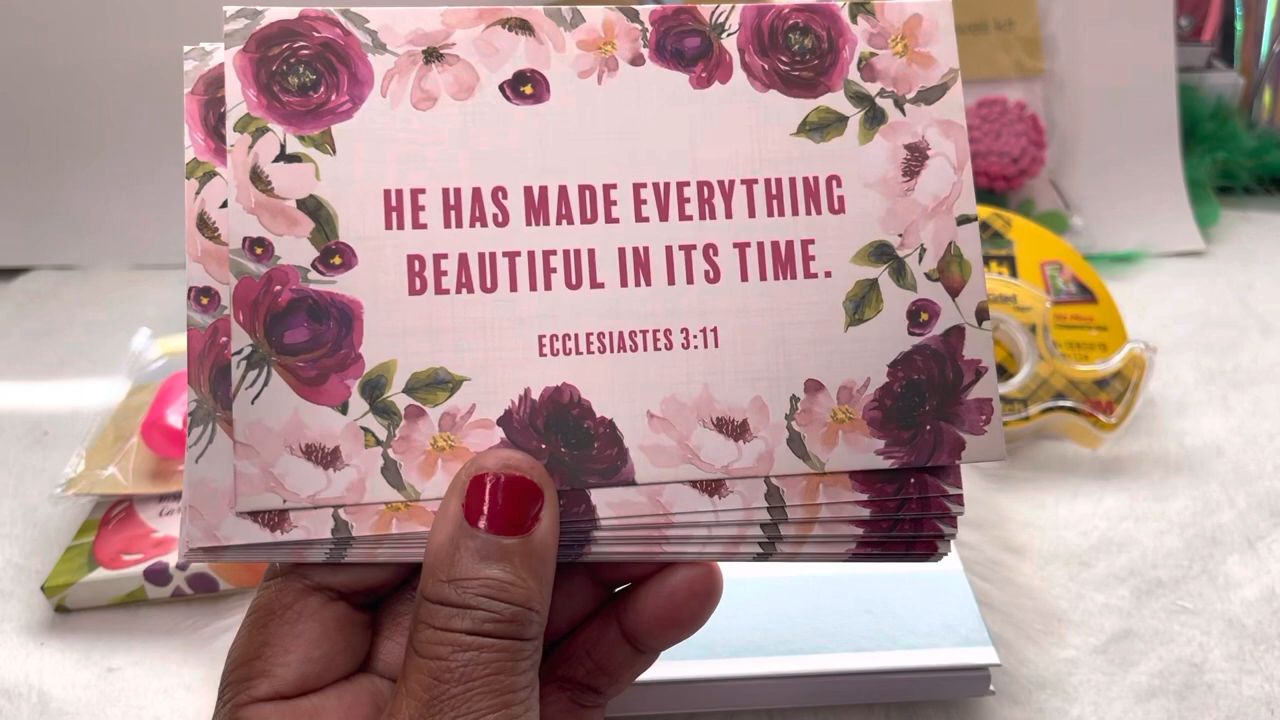 HE HAS MADE EVERYTHING
BEAUTIFUL IN ITS TIME.
ECCLESIASTES 3:11